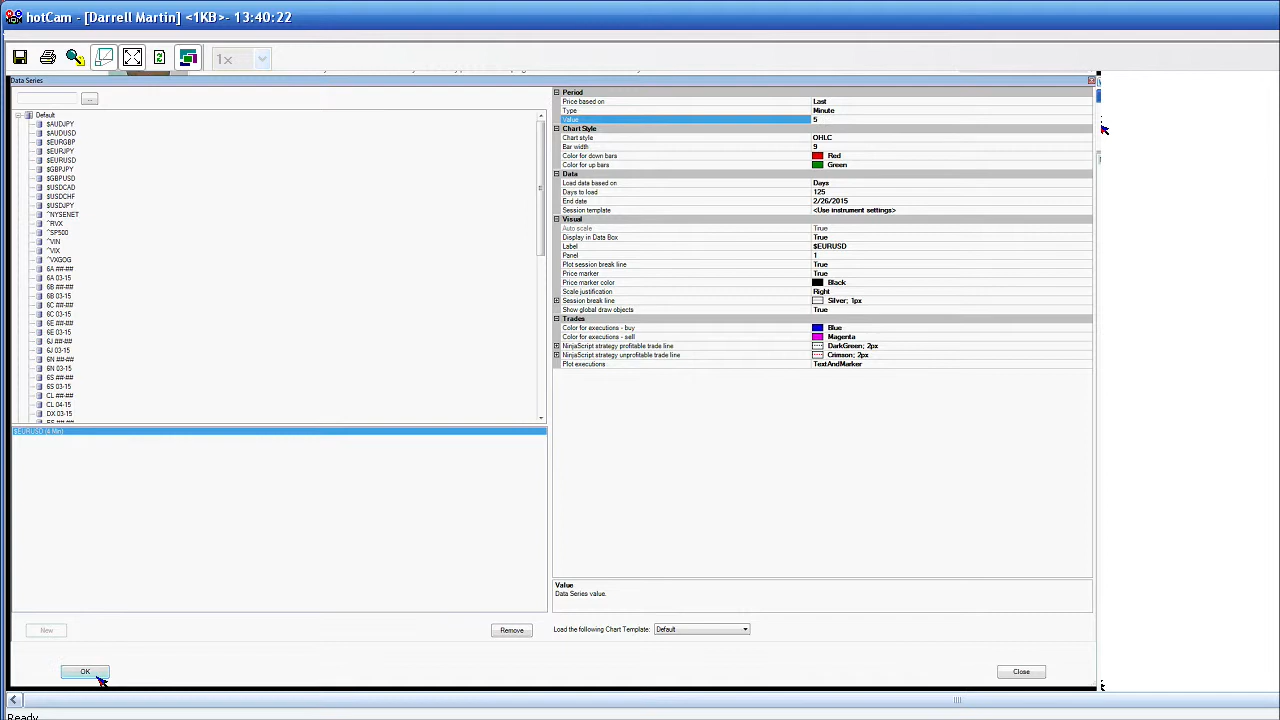 hotCam - [Darrell Martin] <1KB>- 13:40:22
1x
Data Series
...
Default
$AUDJPY
$AUDUSD
$EURGBP
$EURJPY
$EURUSD
$GBPJPY
$GBPUSD
$USDCAD
$USDCHF
$USDJPY
^NYSENET
^RVX
^SP500
^VIN
^VIX
^VXGOG
6A ##-##
6A 03-15
6B ##-##
6B 03-15
6C ##-##
6C 03-15
6E ##-##
6E 03-15
6J ##-##
6J 03-15
6N ##-##
6N 03-15
6S ##-##
6S 03-15
CL ##-##
CL 04-15
DX 03-15
$EURUSD (4 Min)
New
Remove
OK
Period
Price based on Last
Type Minute
Value 5
Chart Style
Chart style OHLC
Bar width 9
Color for down bars Red
Color for up bars Green
Data
Load data based on Days
Days to load 125
End date 2/26/2015
Session template <Use instrument settings>
Visual
Auto scale True
Display in Data Box True
Label $EURUSD
Panel 1
Plot session break line True
Price marker True
Price marker color Black
Scale justification Right
Session break line Silver; 1px
Show global draw objects True
Trades
Color for executions - buy Blue
Color for executions - sell Magenta
NinjaScript strategy profitable trade line DarkGreen; 2px
NinjaScript strategy unprofitable trade line Crimson; 2px
Plot executions TextAndMarker
Value
Data Series value.
Load the following Chart Template: Default
Close
Ready